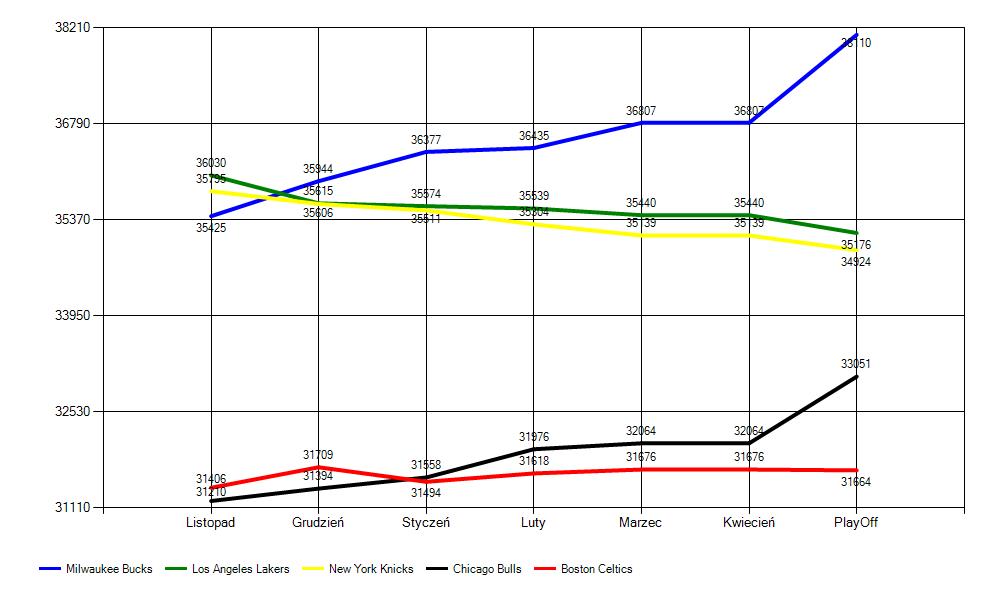 38210
38110
36807 36807
36790
36377 36435
36030 35944
35795 35615 35574 35539 35440 35440
35370
35425 35606 35511 35304 35139 35139 35176
34924
33950
33051
32530
31976 32064 32064
31709 31558 31618 31676 31676
31406 31394
31210 31494 31664
31110
Listopad Grudzień Styczeń Luty Marzec Kwiecień PlayOff
Milwaukee Bucks Los Angeles Lakers New York Knicks Chicago Bulls Boston Celtics